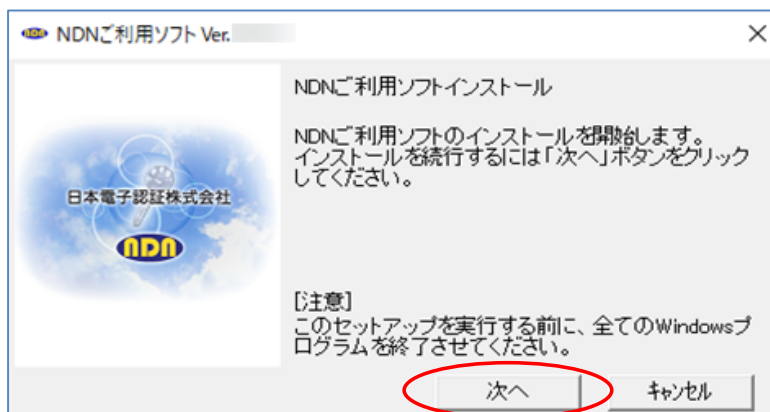 NDNご利用ソフト Ver.
NDNご利用ソフトインストール
NDNご利用ソフトのインストールを開始します。
インストールを続行するには「次へ」ボタンをクリック
してください。
日本電子認証株式会社
NDN
[注意]
このセットアップを実行する前に、全てのWindowsプ
ログラムを終了させてください。
次へ
キャンセル